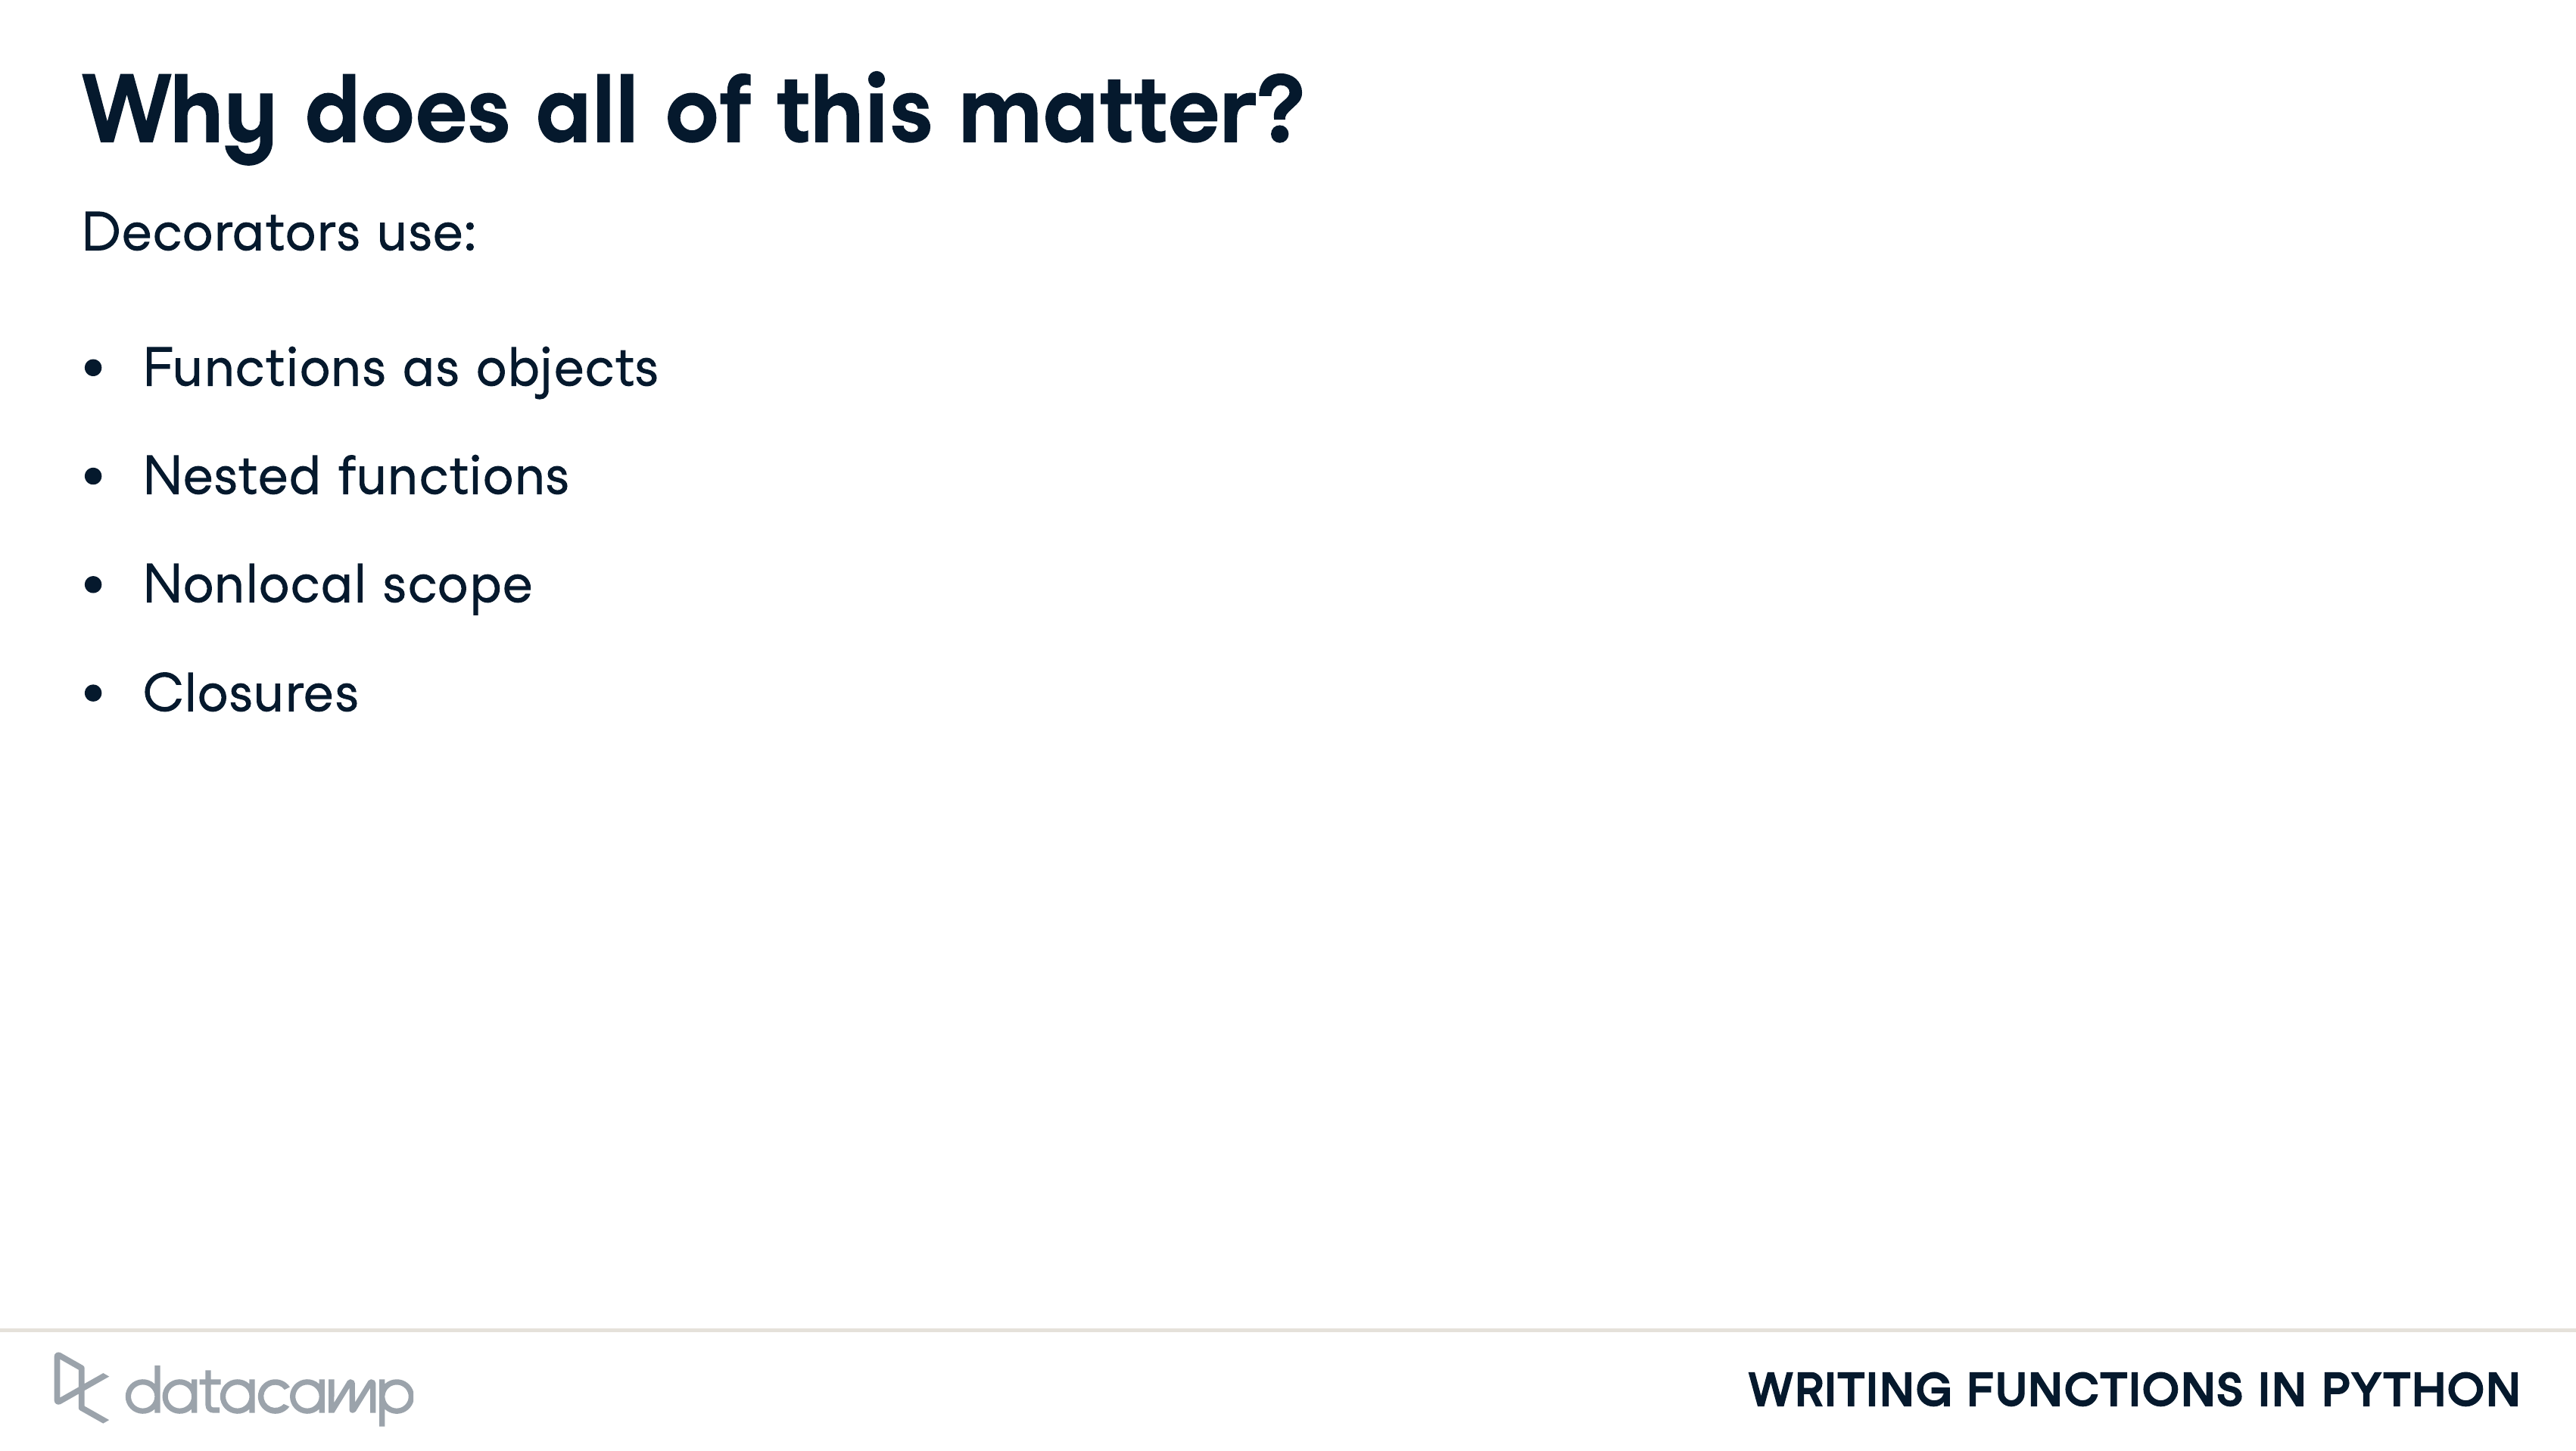 Why does all of this matter?
Decorators use:
• Functions as objects
• Nested functions
• Nonlocal scope
• Closures
datacamp
WRITING FUNCTIONS IN PYTHON